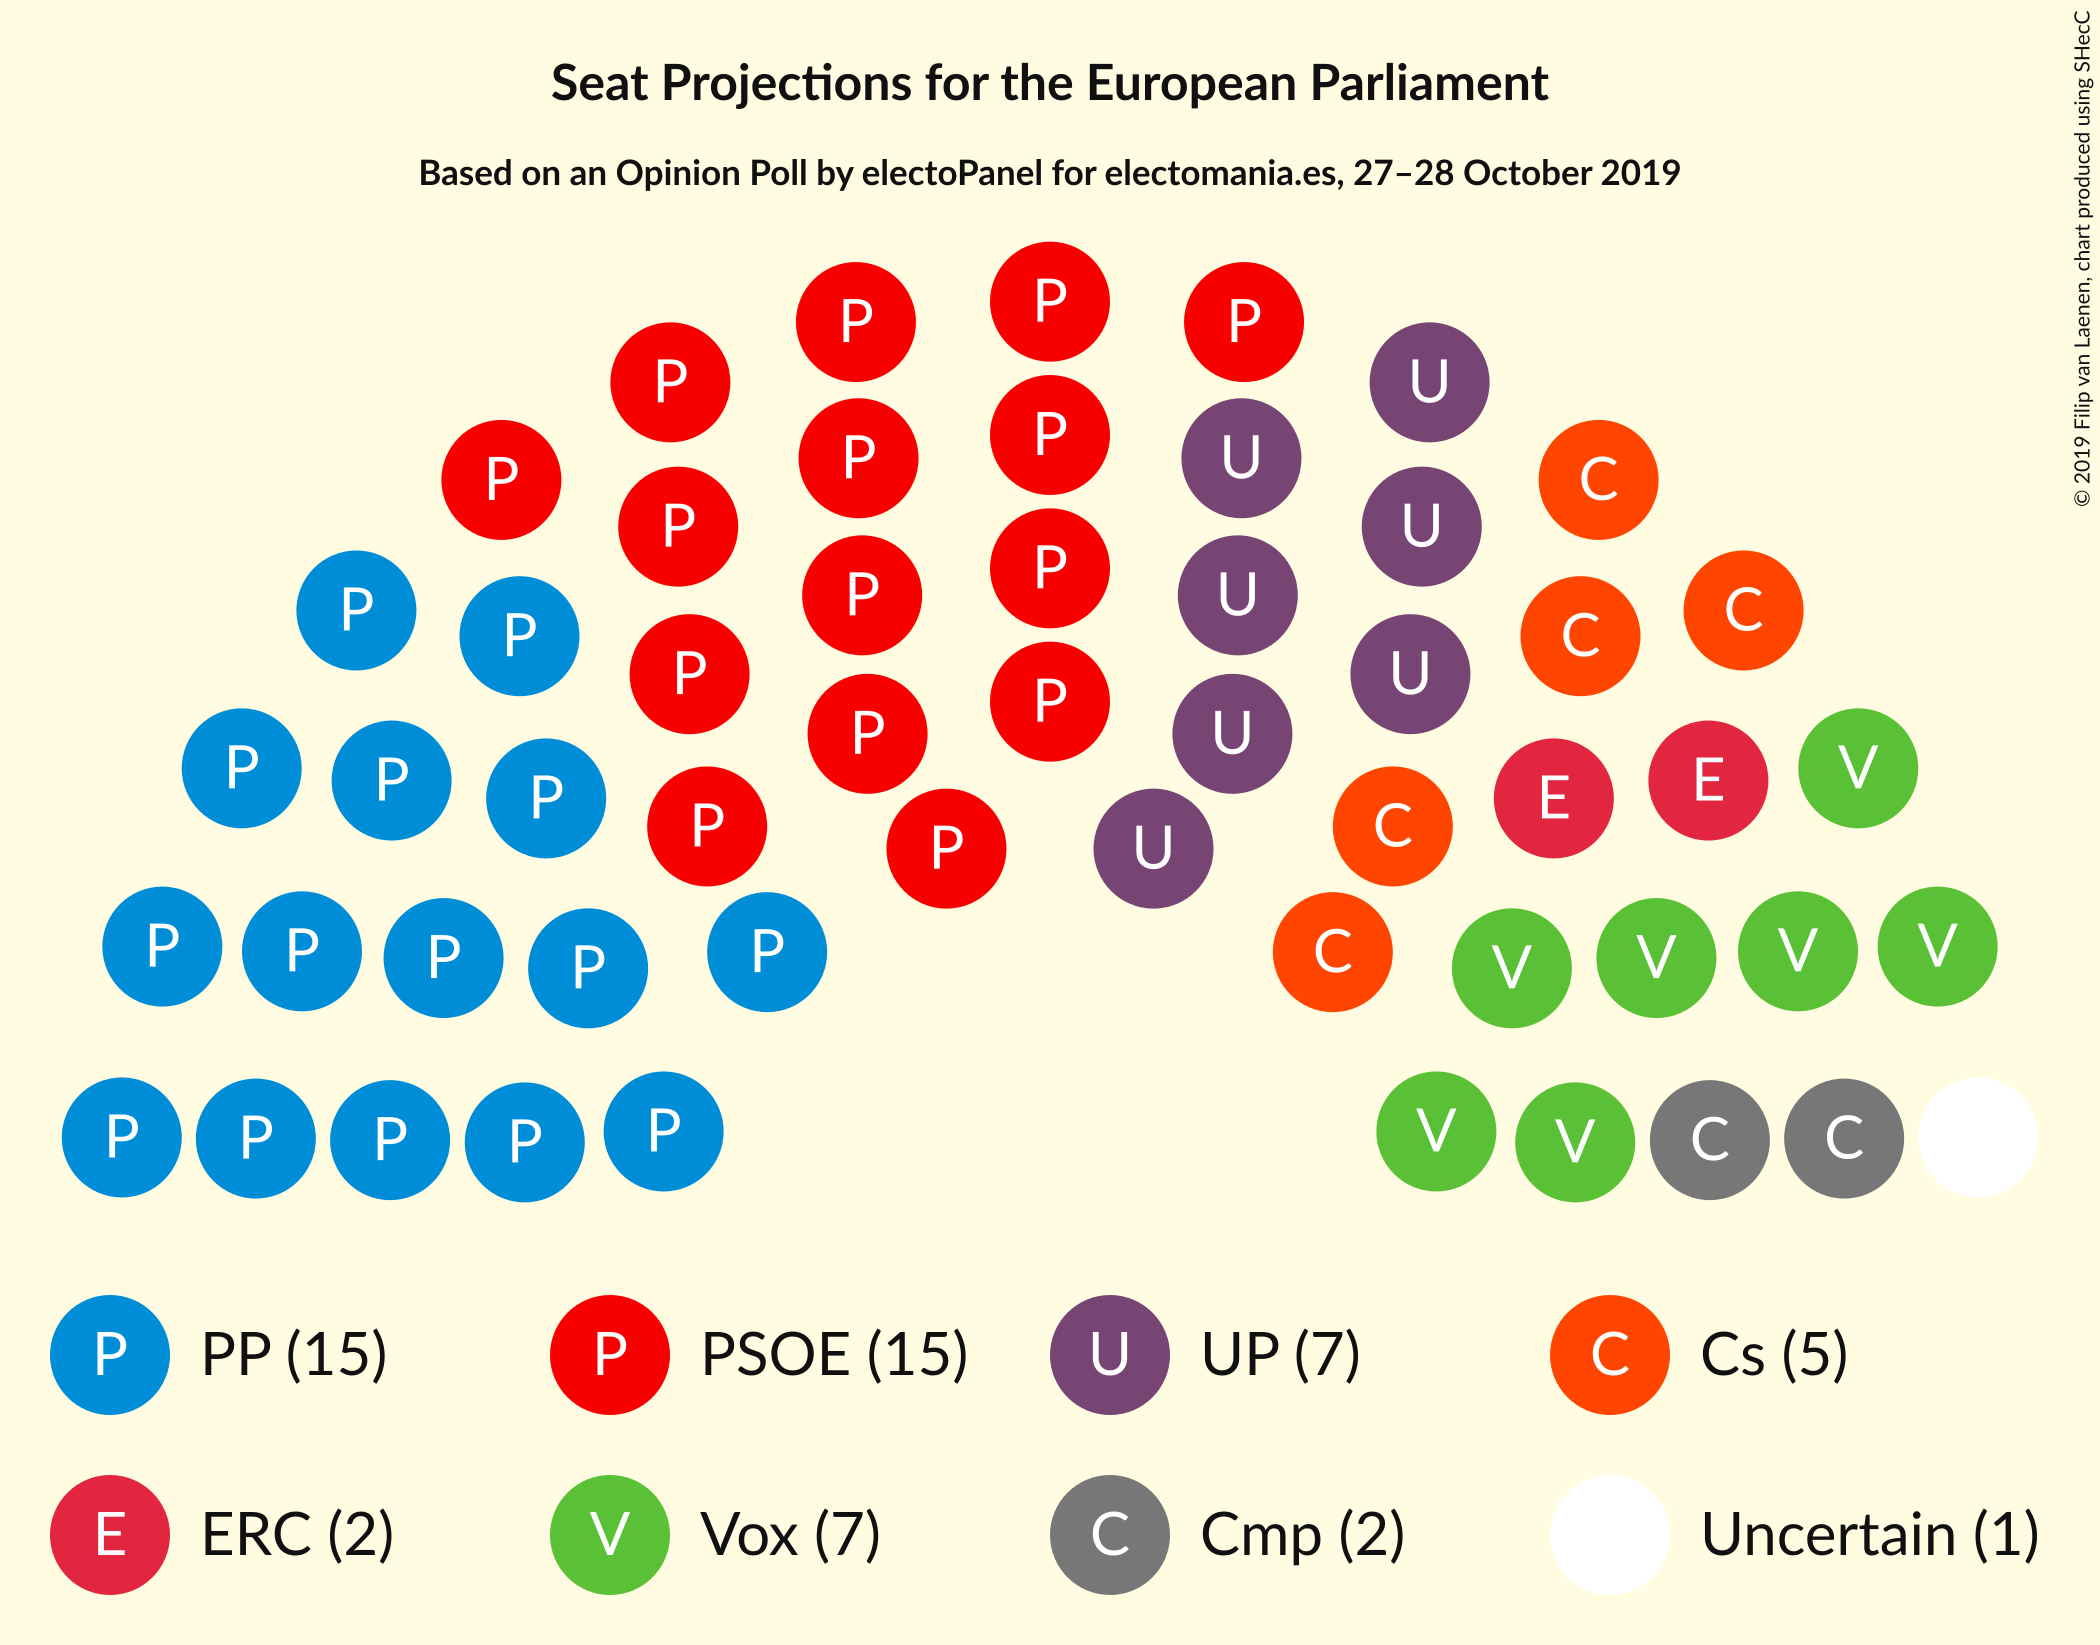 Seat Projections for the European Parliament
Based on an Opinion Poll by electoPanel for electomania.es, 27–28 October 2019
© 2019 Filip van Laenen, chart produced using SHecC
P P P
P U
P P P U C
P U
P P C C
P P
P U
P P U
P P P E E V
P C
P U
P P P P P C V V V V
P P P P P V V C C
P PP (15) P PSOE (15) U UP (7) C Cs (5)
E ERC (2) V Vox (7) C Cmp (2) Uncertain (1)